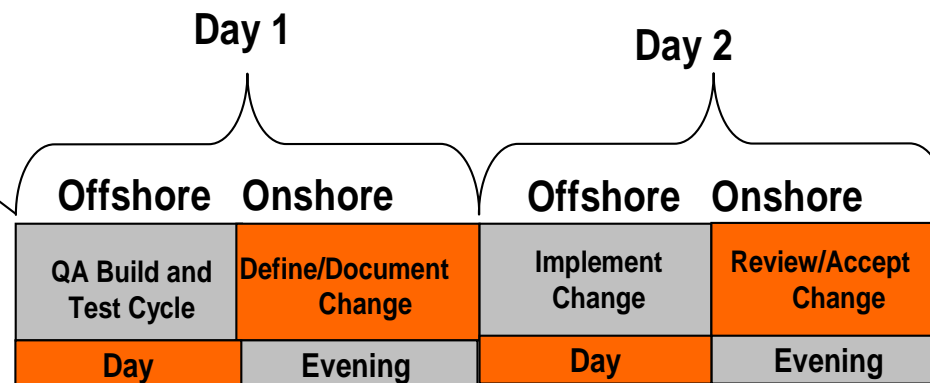 Day 1
Day 2
Offshore Onshore
Offshore Onshore
QA Build and
Test Cycle
Define/Document
Change
Implement
Change
Review/Accept
Change
Day
Evening
Day
Evening